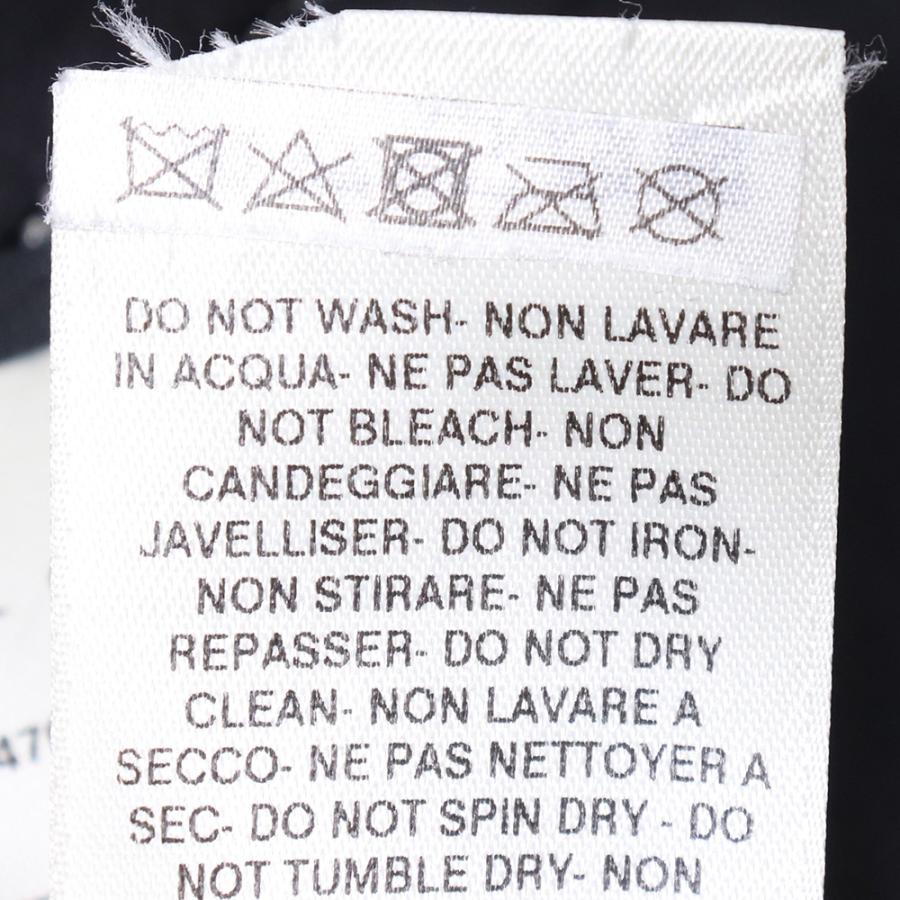 DO NOT WASH- NON LAVARE
IN ACQUA- NE PAS LAVER- DO
NOT BLEACH- NON
CANDEGGIARE- NE PAS
JAVELLISER- DO NOT IRON-
NON STIRARE- NE PAS
REPASSER- DO NOT DRY
CLEAN- NON LAVARE A
SECCO- NE PAS NETTOYER A
SEC- DO NOT SPIN DRY - DO
NOT TUMBLE DRY- NON